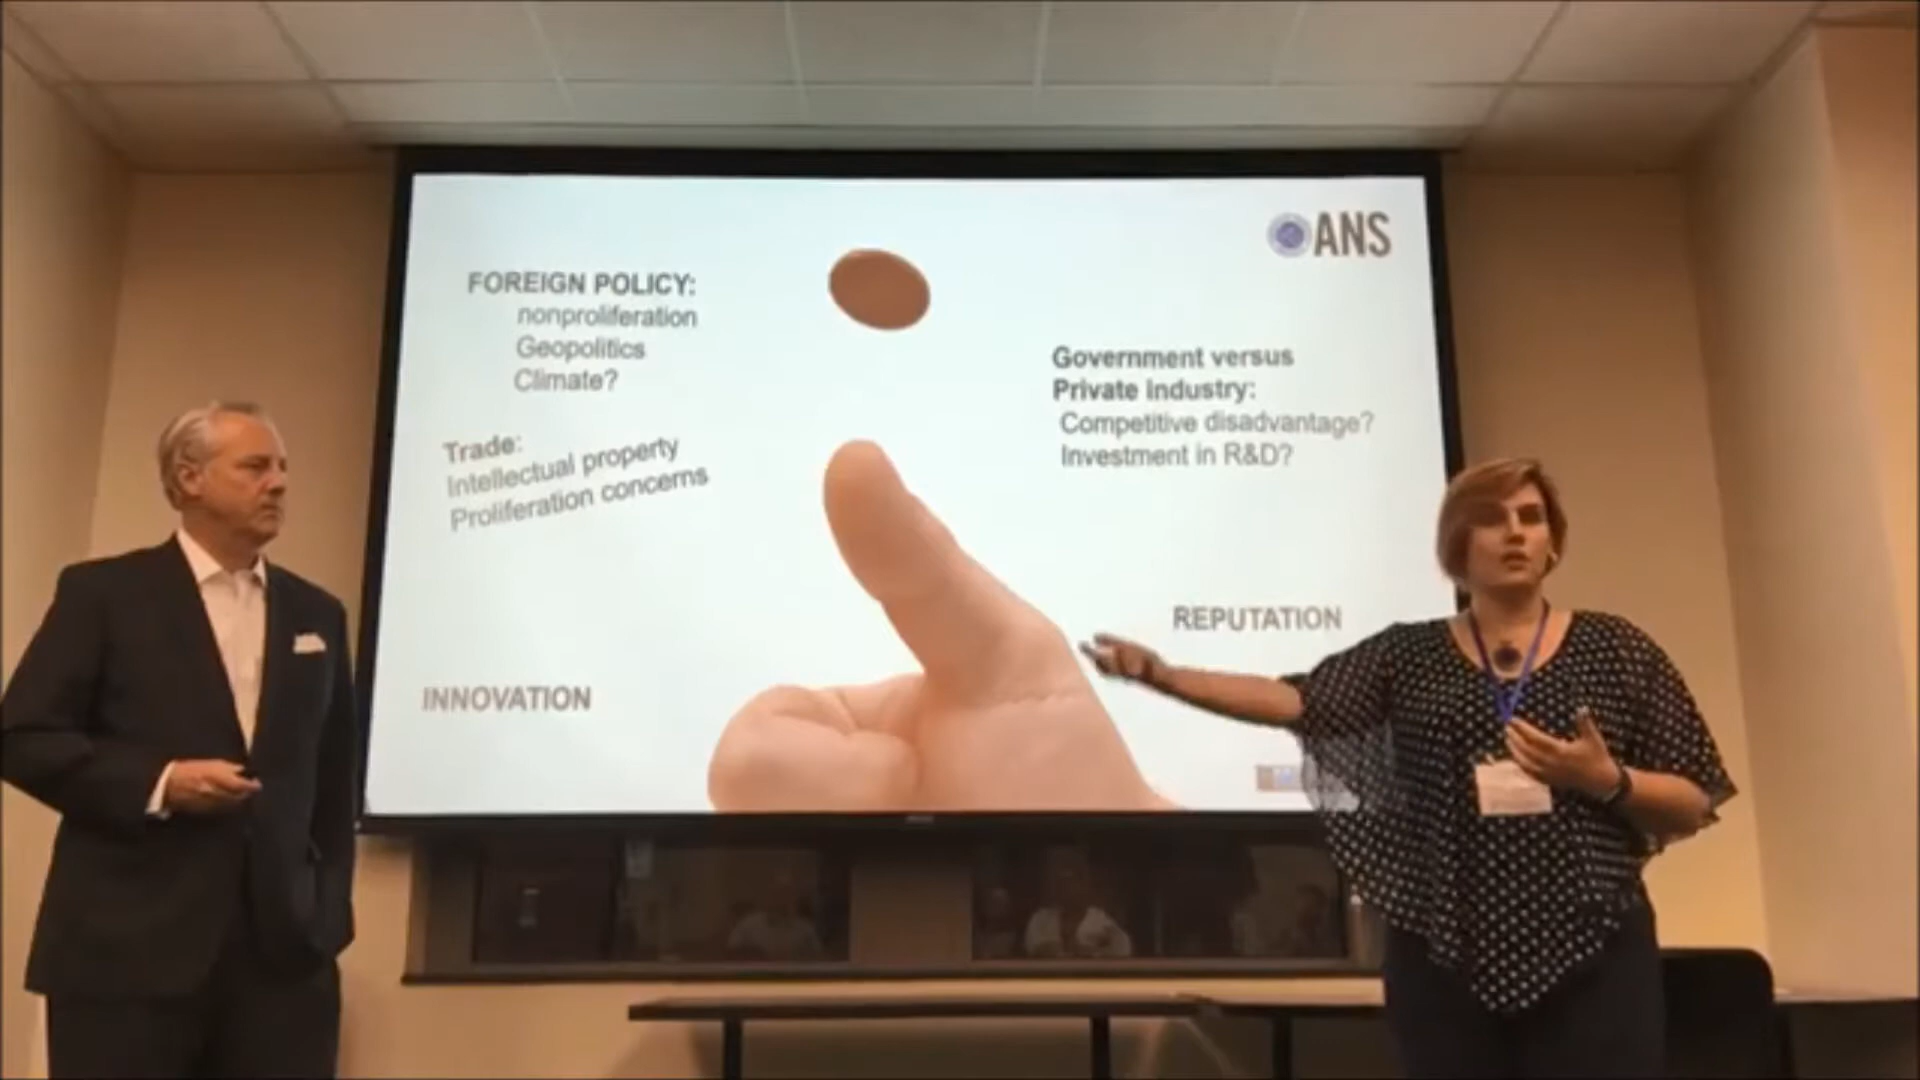 ANS
FOREIGN POLICY:
nonproliferation
Geopolitics
Climate?
Trade:
Intellectual property
Proliferation concerns
Government versus
Private Industry:
Competitive disadvantage?
Investment in R&D?
REPUTATION
INNOVATION